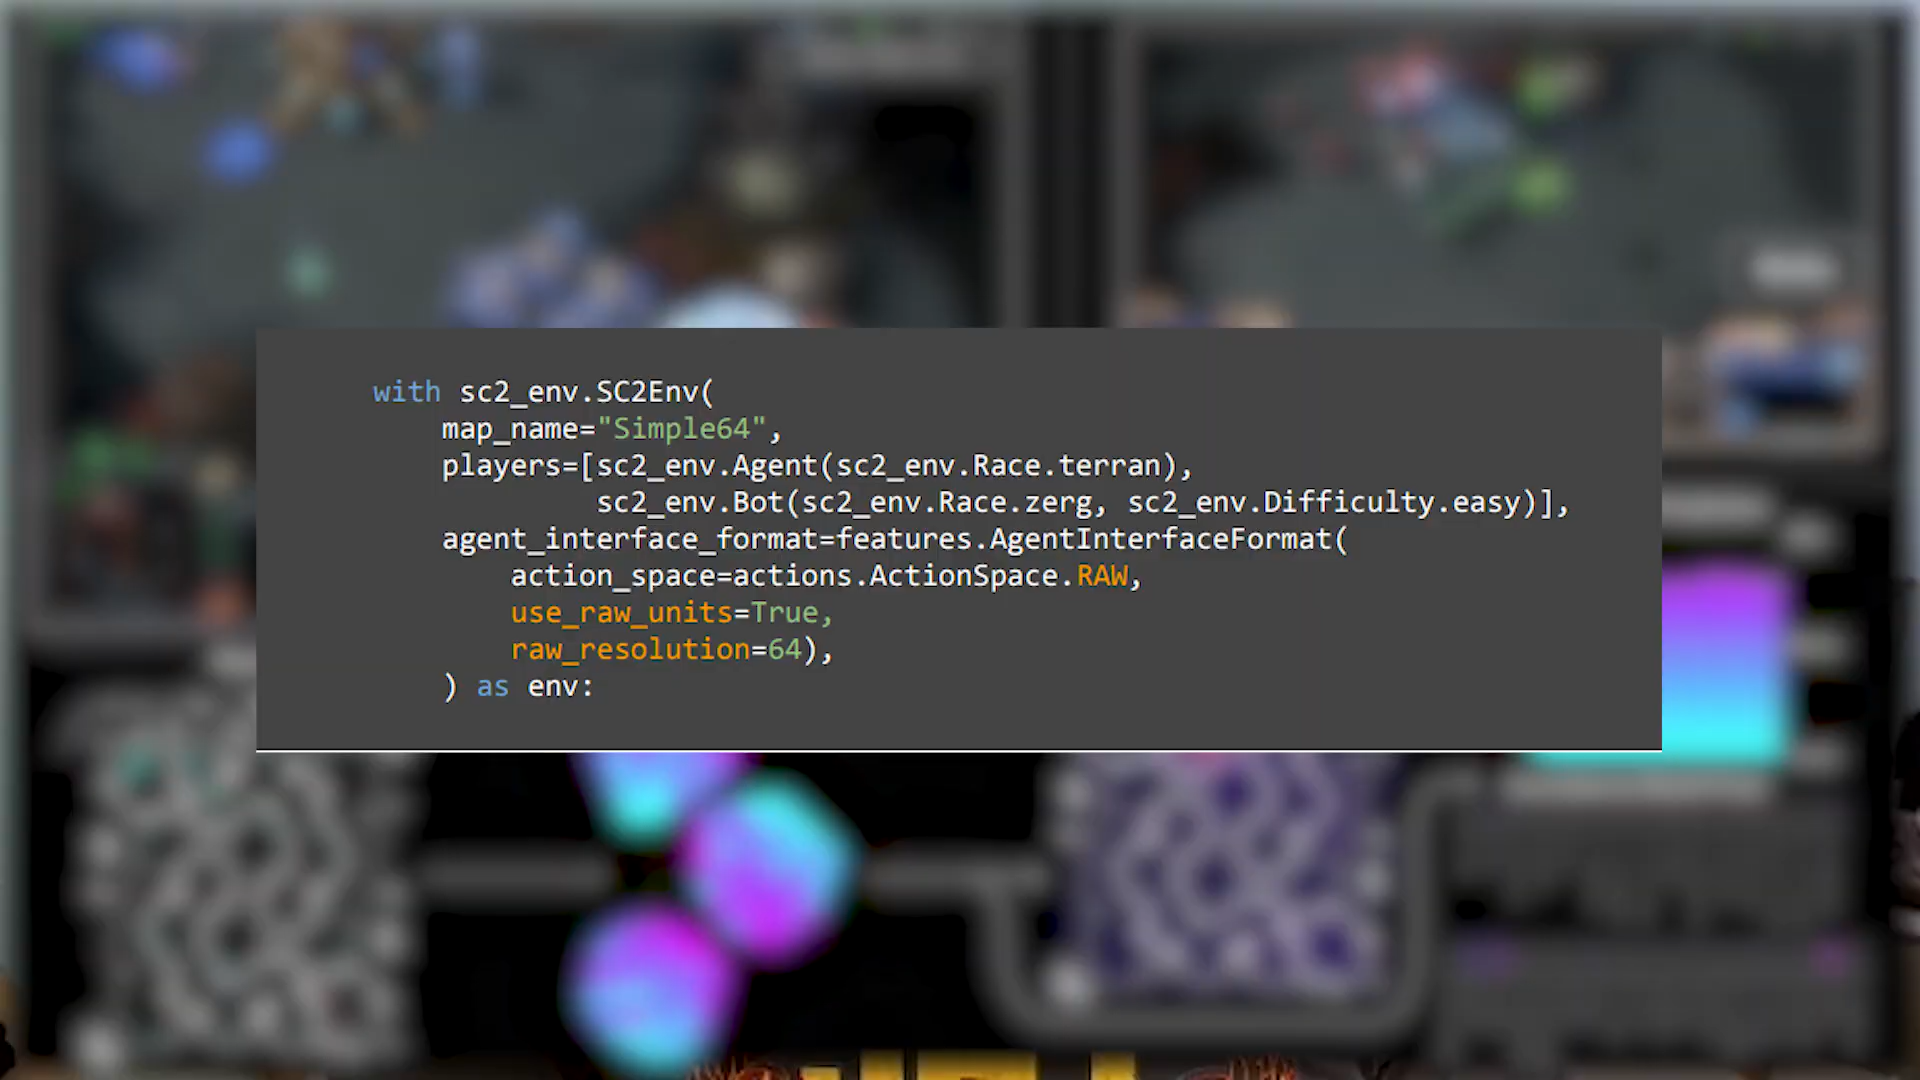 with sc2_env.SC2Env(
map_name="Simple64",
players=[sc2_env.Agent(sc2_env.Race.terran),
sc2_env.Bot(sc2_env.Race.zerg, sc2_env.Difficulty.easy)],
agent_interface_format=features.AgentInterfaceFormat(
action_space=actions.ActionSpace.RAW,
use_raw_units=True,
raw_resolution=64),
) as env: